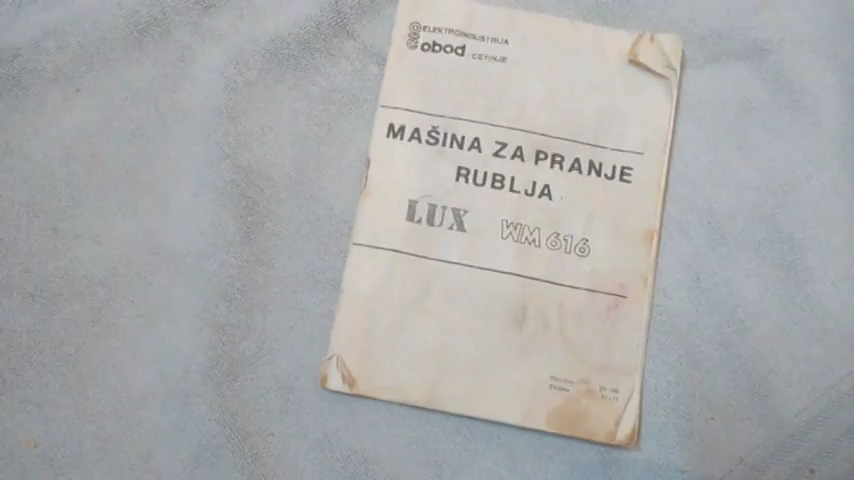 ELEKTROINDUSTRIJA
obod CETINJE
MAŠINA ZA PRANJE
RUBLJA
LUX WM 616